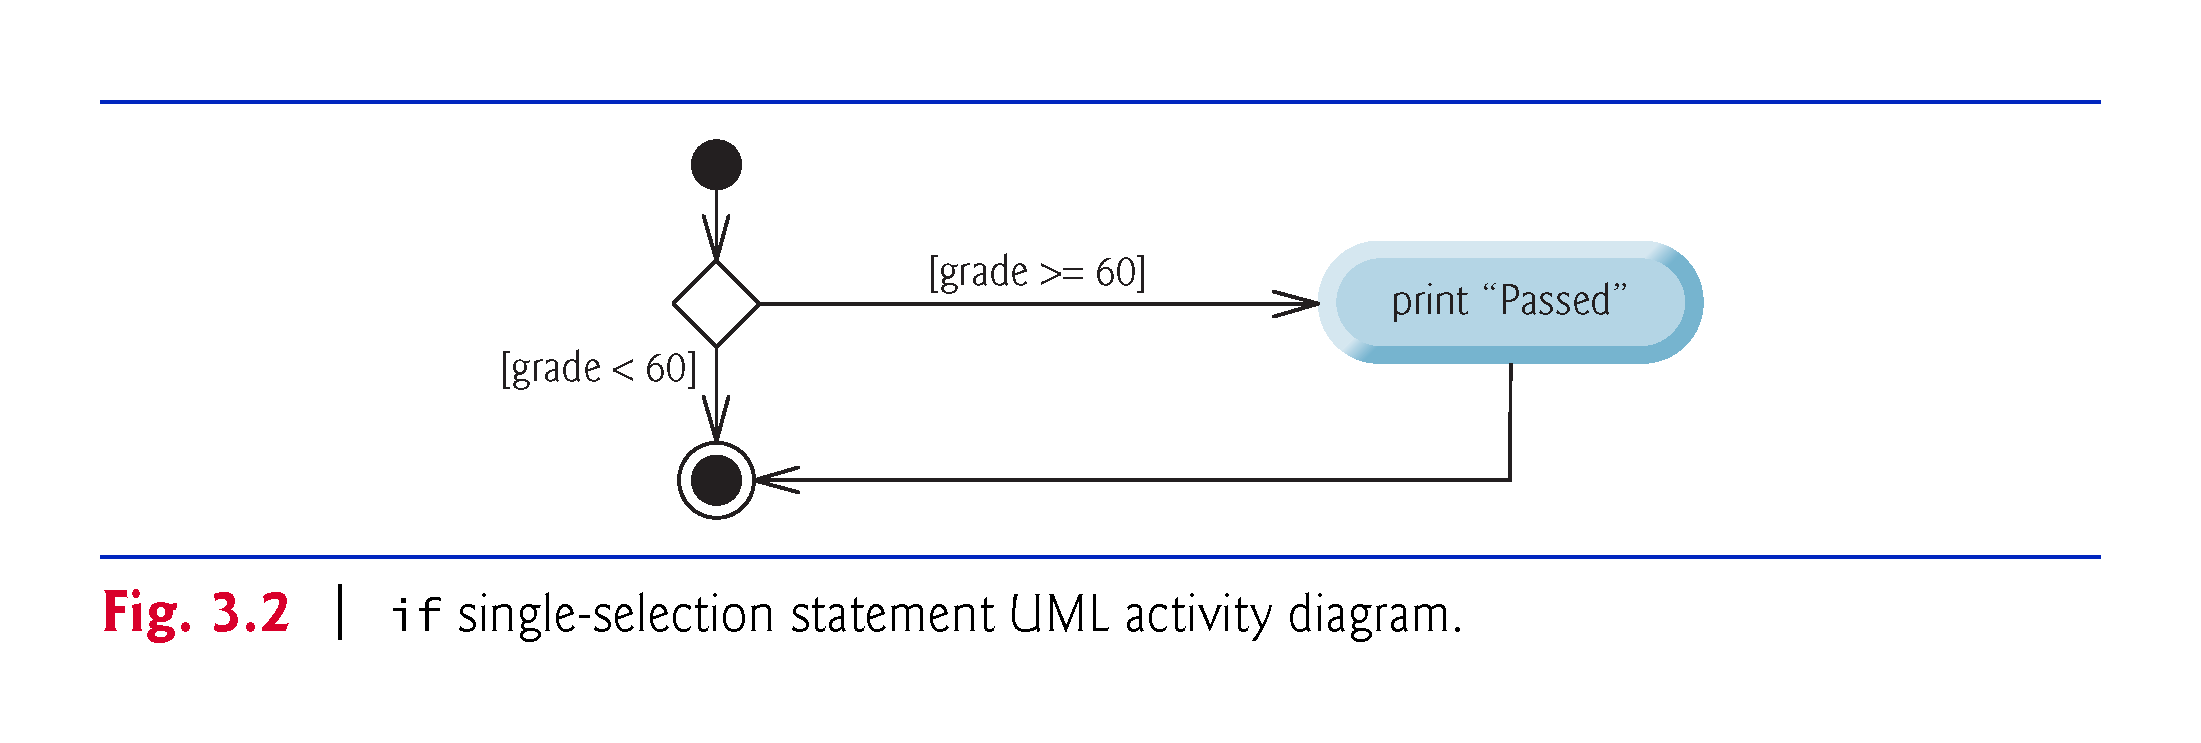 [grade >= 60]
print “Passed”
[grade < 60]
Fig. 3.2 | if single-selection statement UML activity diagram.